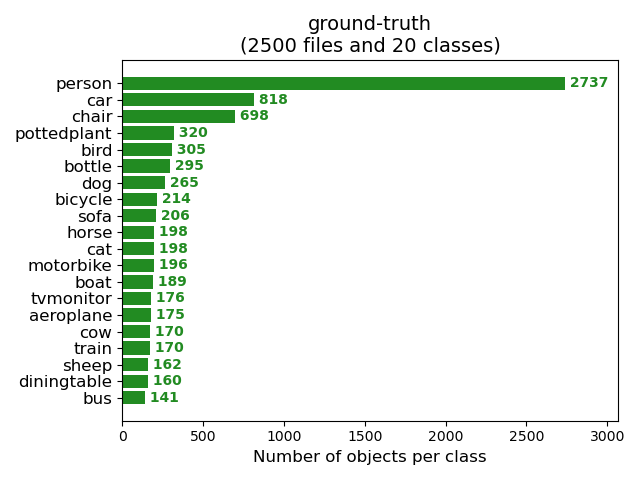 ground-truth
(2500 files and 20 classes)
person 2737
car 818
chair 698
pottedplant 320
bird 305
bottle 295
dog 265
bicycle 214
sofa 206
horse 198
cat 198
motorbike 196
boat 189
tvmonitor 176
aeroplane 175
cow 170
train 170
sheep 162
diningtable 160
bus 141
0 500 1000 1500 2000 2500 3000
Number of objects per class